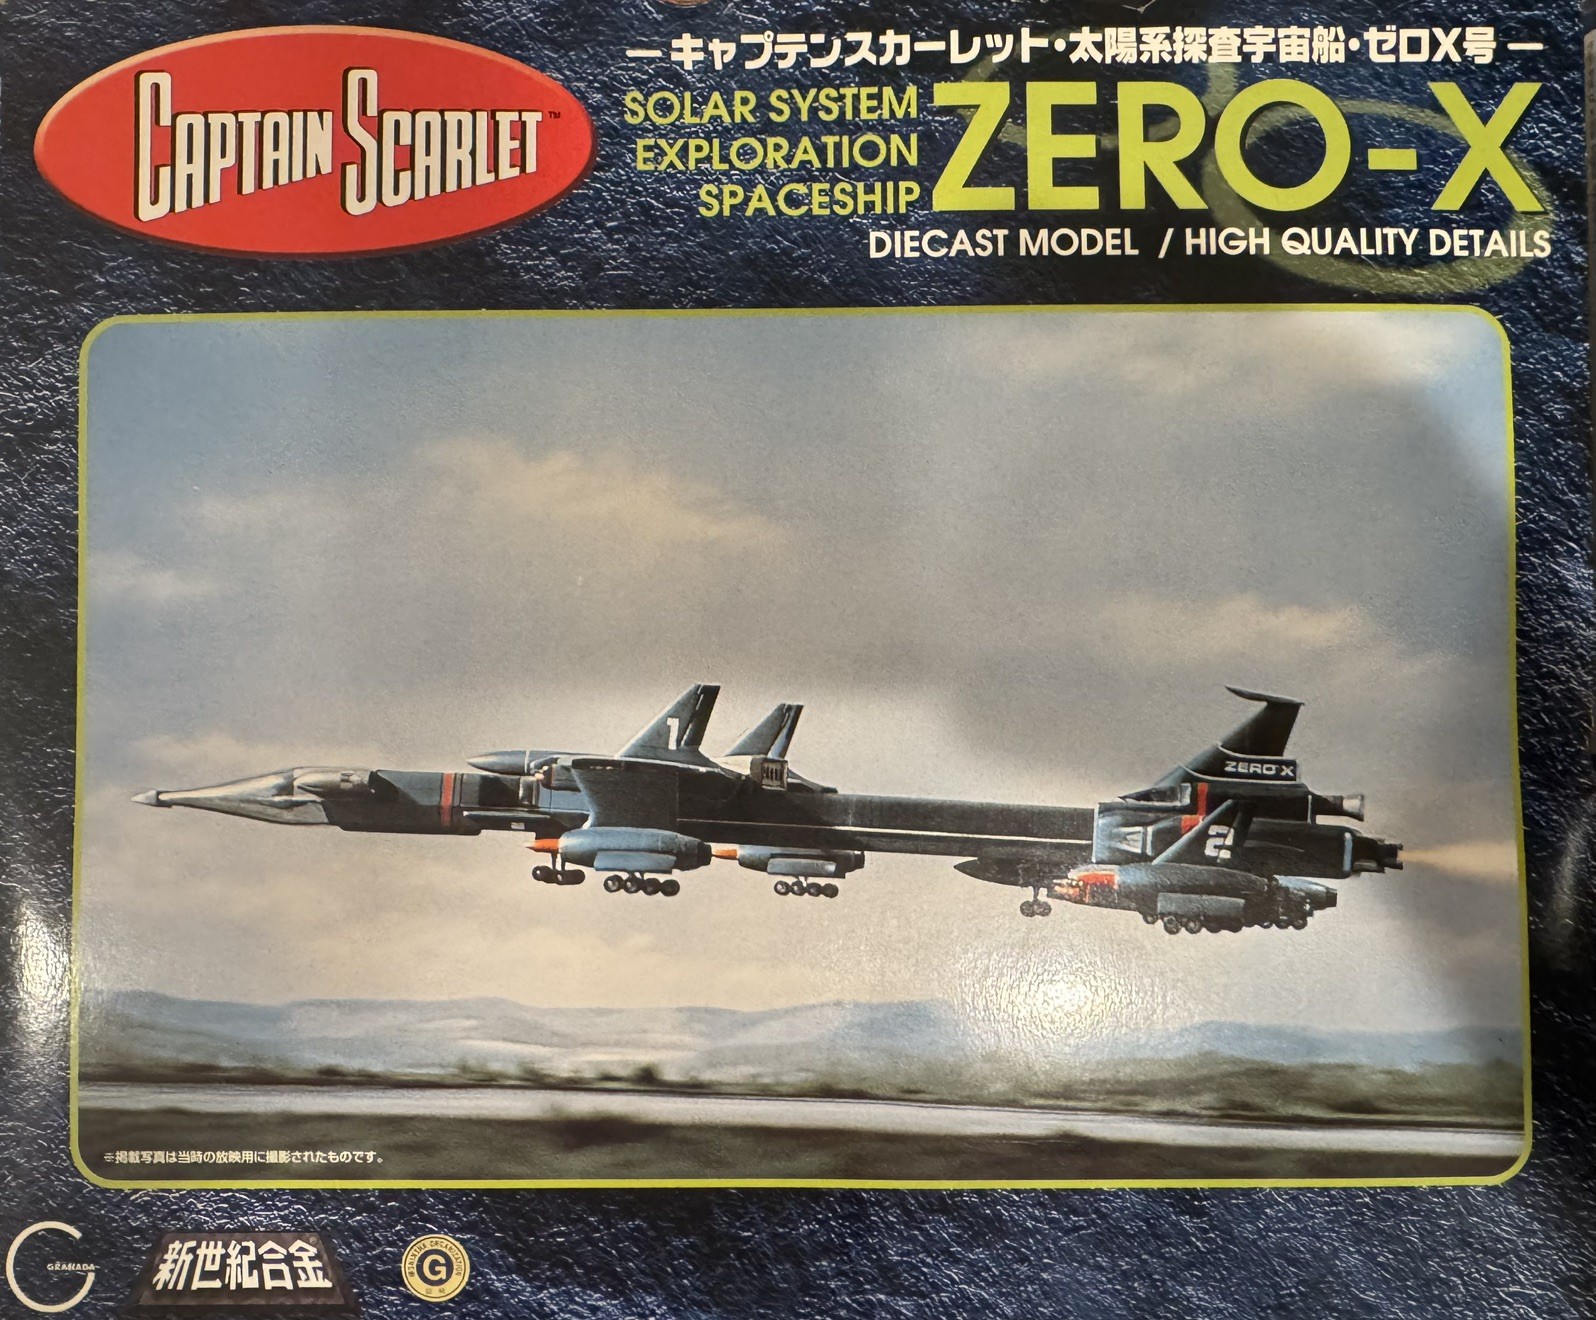 CAPTAIN SCARLET™
―キャプテンスカーレット・太陽系探査宇宙船・ゼロX号―
SOLAR SYSTEM
EXPLORATION
SPACESHIP
ZERO-X
DIECAST MODEL / HIGH QUALITY DETAILS
1
ZERO X
2
※掲載写真は当時の放映用に撮影されたものです。
GRANADA
新世紀合金®
G